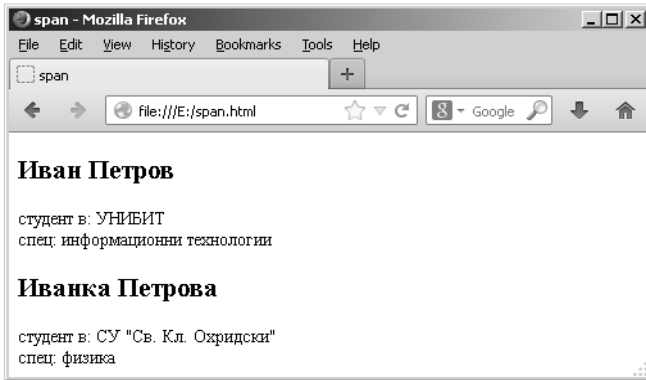 span - Mozilla Firefox
File Edit View History Bookmarks Tools Help
span
file:///E:/span.html Google
Иван Петров
студент в: УНИБИТ
спец: информационни технологии
Иванка Петрова
студент в: СУ "Св. Кл. Охридски"
спец: физика